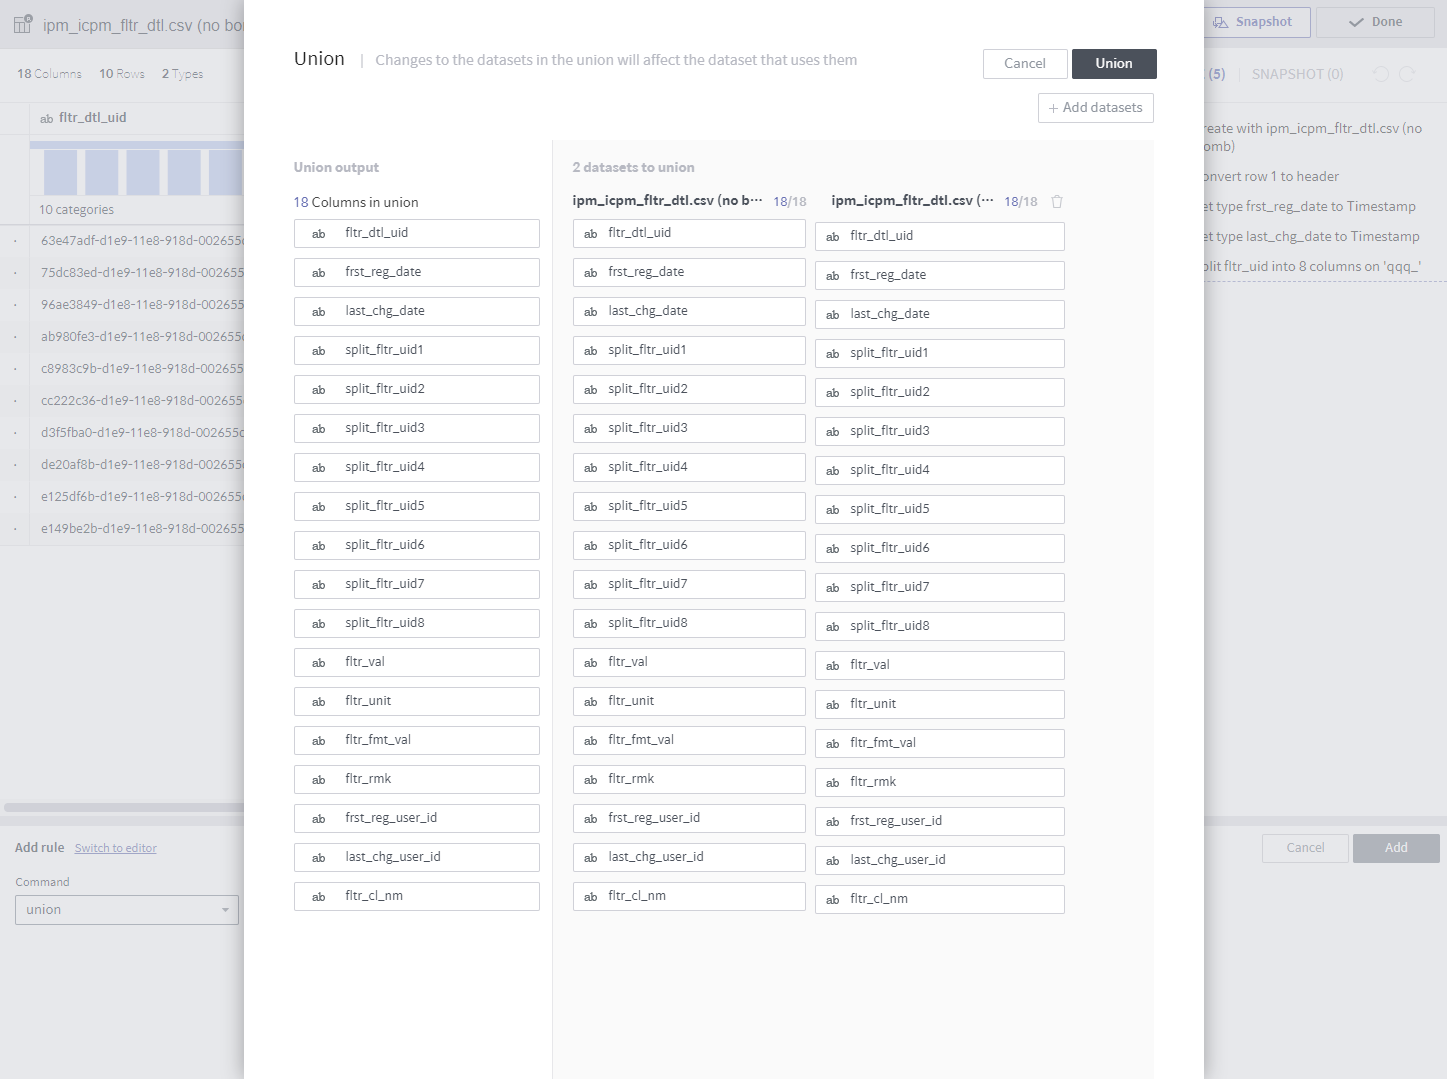 ipm_icpm_fltr_dtl.csv (no bo
Snapshot
Done
18 Columns 10 Rows 2 Types
(5) SNAPSHOT (0)
ab fltr_dtl_uid
10 categories
63e47adf-d1e9-11e8-918d-002655
75dc83ed-d1e9-11e8-918d-002655
96ae3849-d1e9-11e8-918d-002655
ab980fe3-d1e9-11e8-918d-002655
c8983c9b-d1e9-11e8-918d-002655
cc222c36-d1e9-11e8-918d-002655
d3f5fba0-d1e9-11e8-918d-002655
de20af8b-d1e9-11e8-918d-002655
e125df6b-d1e9-11e8-918d-002655
e149be2b-d1e9-11e8-918d-002655
Add rule Switch to editor
Command
union
Union | Changes to the datasets in the union will affect the dataset that uses them
Cancel
Union
+ Add datasets
Union output
18 Columns in union
ab fltr_dtl_uid
ab frst_reg_date
ab last_chg_date
ab split_fltr_uid1
ab split_fltr_uid2
ab split_fltr_uid3
ab split_fltr_uid4
ab split_fltr_uid5
ab split_fltr_uid6
ab split_fltr_uid7
ab split_fltr_uid8
ab fltr_val
ab fltr_unit
ab fltr_fmt_val
ab fltr_rmk
ab frst_reg_user_id
ab last_chg_user_id
ab fltr_cl_nm
2 datasets to union
ipm_icpm_fltr_dtl.csv (no b··· 18/18
ab fltr_dtl_uid
ab frst_reg_date
ab last_chg_date
ab split_fltr_uid1
ab split_fltr_uid2
ab split_fltr_uid3
ab split_fltr_uid4
ab split_fltr_uid5
ab split_fltr_uid6
ab split_fltr_uid7
ab split_fltr_uid8
ab fltr_val
ab fltr_unit
ab fltr_fmt_val
ab fltr_rmk
ab frst_reg_user_id
ab last_chg_user_id
ab fltr_cl_nm
ipm_icpm_fltr_dtl.csv (··· 18/18
ab fltr_dtl_uid
ab frst_reg_date
ab last_chg_date
ab split_fltr_uid1
ab split_fltr_uid2
ab split_fltr_uid3
ab split_fltr_uid4
ab split_fltr_uid5
ab split_fltr_uid6
ab split_fltr_uid7
ab split_fltr_uid8
ab fltr_val
ab fltr_unit
ab fltr_fmt_val
ab fltr_rmk
ab frst_reg_user_id
ab last_chg_user_id
ab fltr_cl_nm
reate with ipm_icpm_fltr_dtl.csv (no
omb)
onvert row 1 to header
et type frst_reg_date to Timestamp
et type last_chg_date to Timestamp
plit fltr_uid into 8 columns on 'qqq_'
Cancel
Add